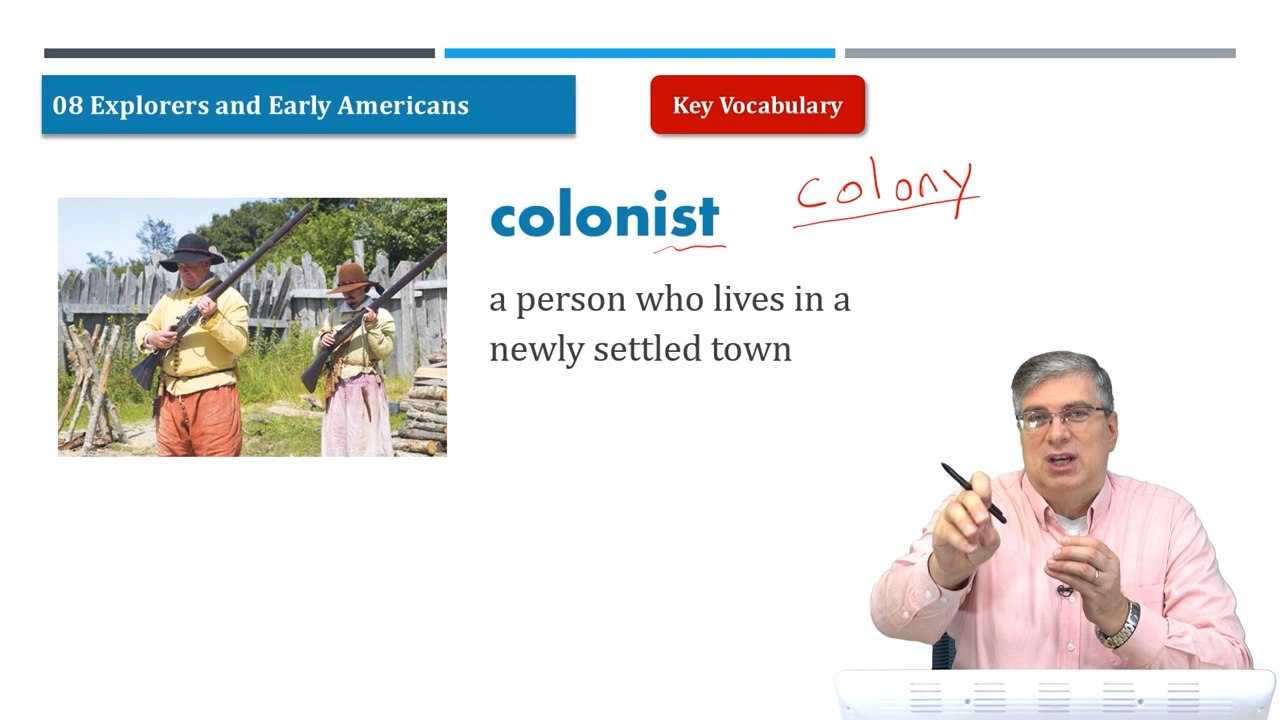 08 Explorers and Early Americans
Key Vocabulary
colonist
colony
a person who lives in a
newly settled town